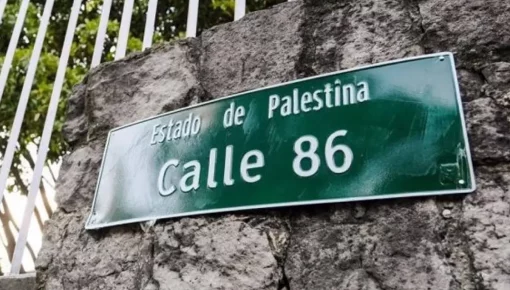 Estado de Palestina
Calle 86